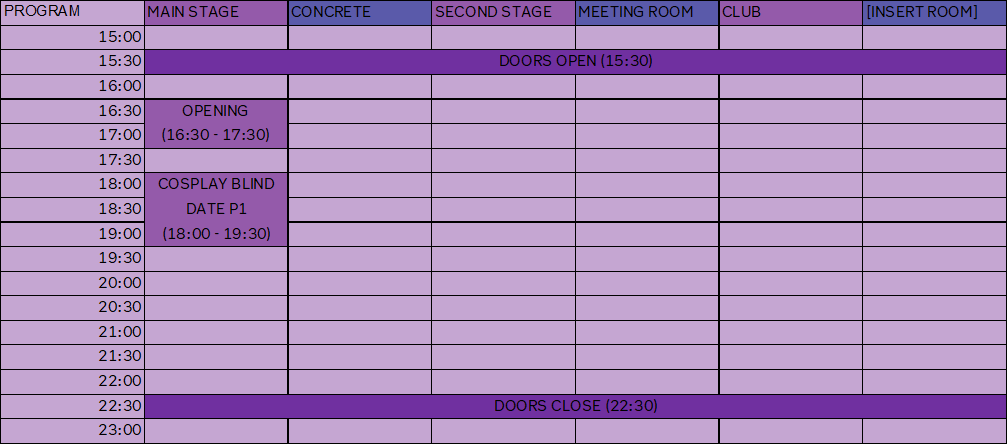 PROGRAM MAIN STAGE CONCRETE SECOND STAGE MEETING ROOM CLUB [INSERT ROOM]
15:00
15:30 DOORS OPEN (15:30)
16:00
16:30 OPENING
17:00 (16:30 - 17:30)
17:30
18:00 COSPLAY BLIND
18:30 DATE P1
19:00 (18:00 - 19:30)
19:30
20:00
20:30
21:00
21:30
22:00
22:30 DOORS CLOSE (22:30)
23:00